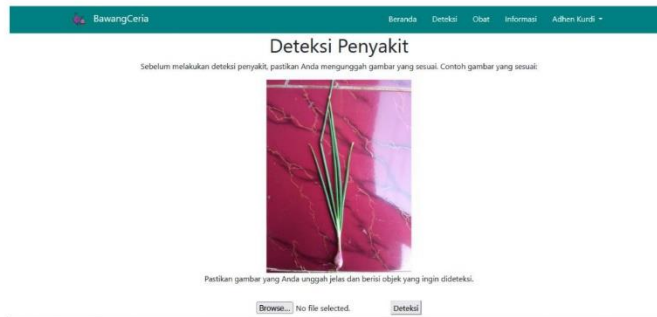 BawangCeria
Beranda Deteksi Obat Informasi Adhen Kurdi
Deteksi Penyakit
Sebelum melakukan deteksi penyakit, pastikan Anda mengunggah gambar yang sesuai. Contoh gambar yang sesuai:
Pastikan gambar yang Anda unggah jelas dan berisi objek yang ingin dideteksi.
Browse... No file selected. Deteksi